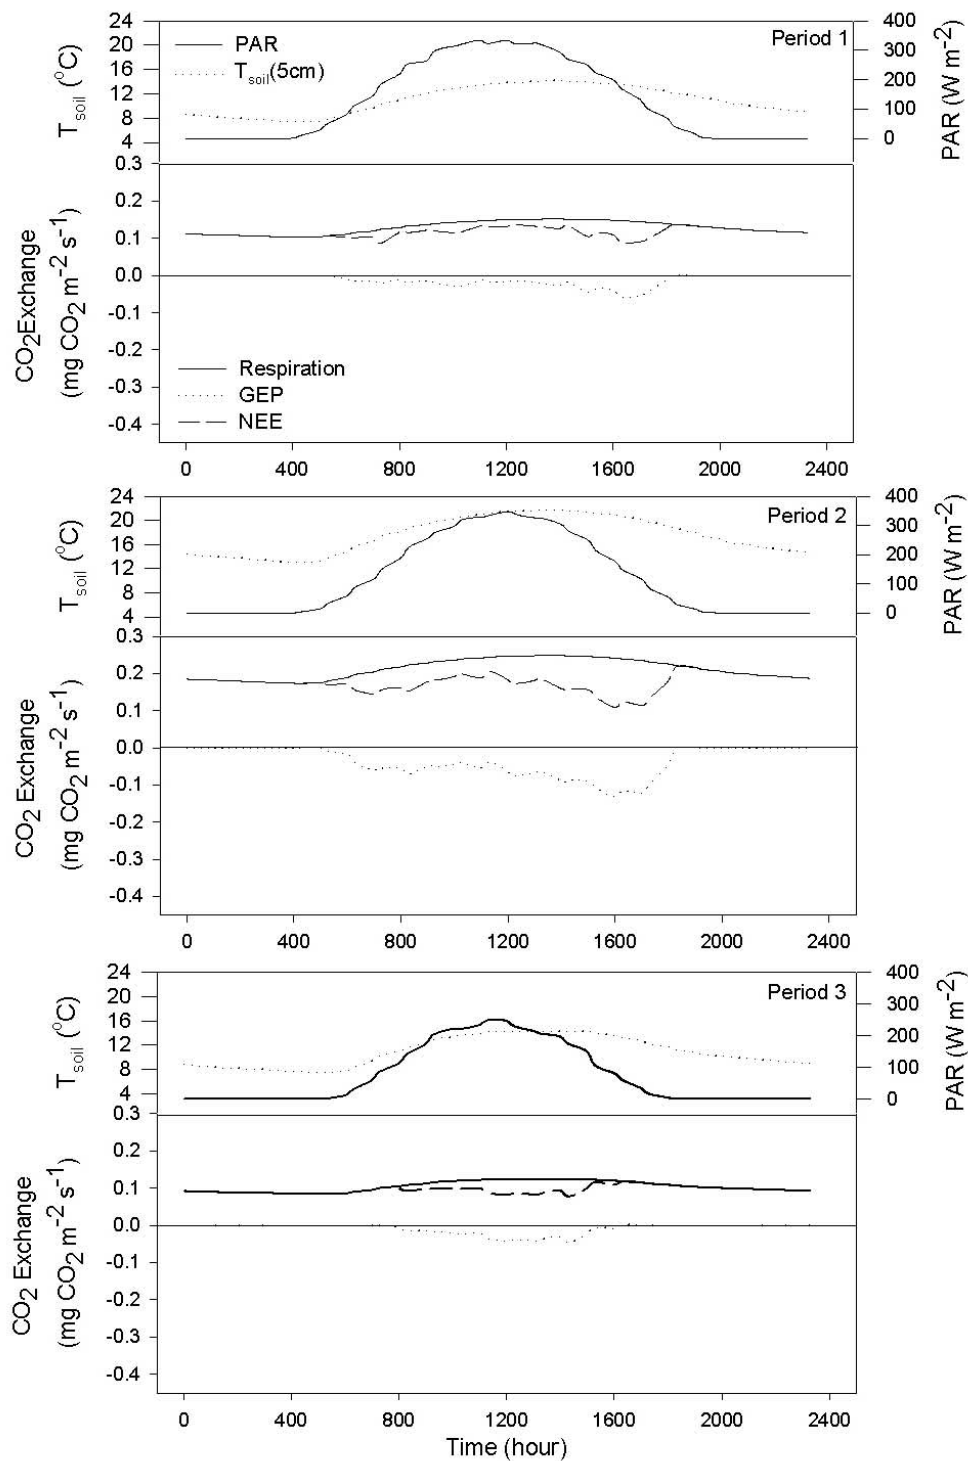 24
20
16
12
8
4
T_soil (°C)
PAR
T_soil(5cm)
Period 1
400
300
200
100
0
PAR (W m⁻²)
0.3
0.2
0.1
0.0
-0.1
-0.2
-0.3
-0.4
CO₂Exchange
(mg CO₂ m⁻² s⁻¹)
Respiration
GEP
NEE
0 400 800 1200 1600 2000 2400
24
20
16
12
8
4
T_soil (°C)
Period 2
400
300
200
100
0
PAR (W m⁻²)
0.3
0.2
0.1
0.0
-0.1
-0.2
-0.3
-0.4
CO₂ Exchange
(mg CO₂ m⁻² s⁻¹)
0 400 800 1200 1600 2000 2400
24
20
16
12
8
4
T_soil (°C)
Period 3
400
300
200
100
0
PAR (W m⁻²)
0.3
0.2
0.1
0.0
-0.1
-0.2
-0.3
-0.4
CO₂ Exchange
(mg CO₂ m⁻² s⁻¹)
0 400 800 1200 1600 2000 2400
Time (hour)